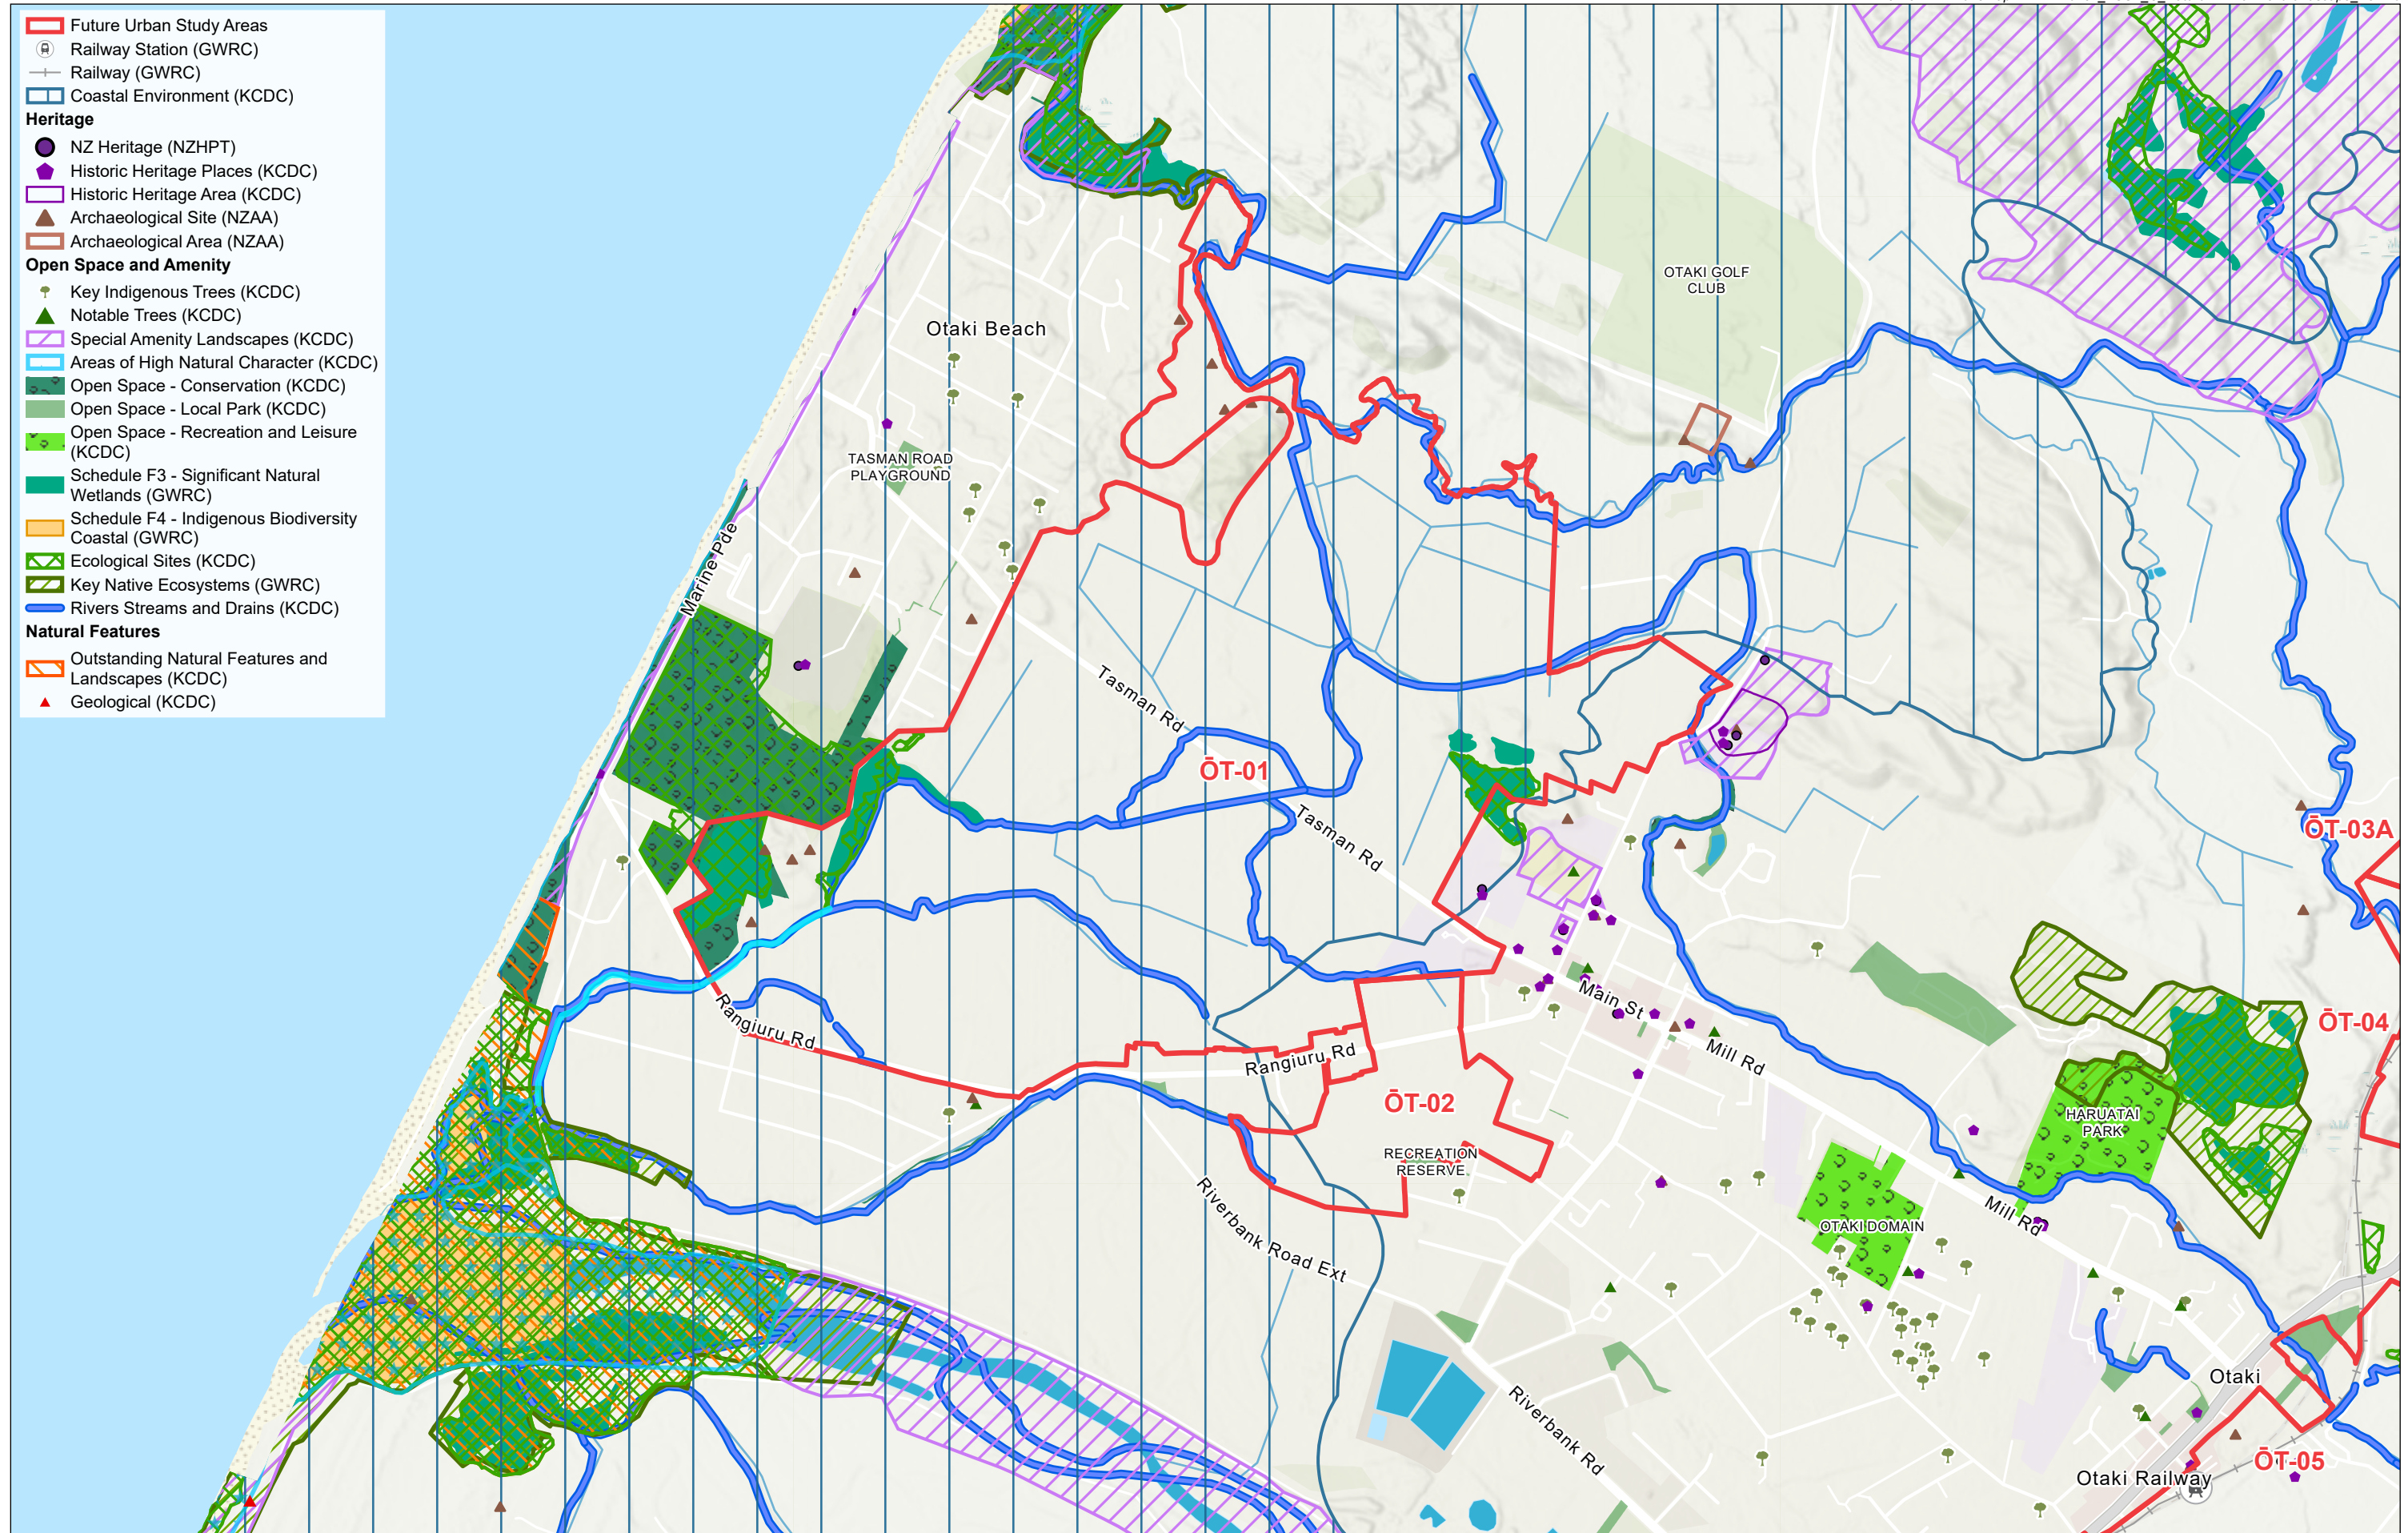 Future Urban Study Areas
Railway Station (GWRC)
Railway (GWRC)
Coastal Environment (KCDC)
Heritage
NZ Heritage (NZHPT)
Historic Heritage Places (KCDC)
Historic Heritage Area (KCDC)
Archaeological Site (NZAA)
Archaeological Area (NZAA)
Open Space and Amenity
Key Indigenous Trees (KCDC)
Notable Trees (KCDC)
Special Amenity Landscapes (KCDC)
Areas of High Natural Character (KCDC)
Open Space - Conservation (KCDC)
Open Space - Local Park (KCDC)
Open Space - Recreation and Leisure
(KCDC)
Schedule F3 - Significant Natural
Wetlands (GWRC)
Schedule F4 - Indigenous Biodiversity
Coastal (GWRC)
Ecological Sites (KCDC)
Key Native Ecosystems (GWRC)
Rivers Streams and Drains (KCDC)
Natural Features
Outstanding Natural Features and
Landscapes (KCDC)
Geological (KCDC)
OTAKI GOLF
CLUB
Otaki Beach
TASMAN ROAD
PLAYGROUND
Marine Pde
Tasman Rd
ŌT-01
Tasman Rd
ŌT-03A
Main St
Rangiuru Rd
Rangiuru Rd
Mill Rd
ŌT-04
ŌT-02
HARUATAI
PARK
RECREATION
RESERVE
Mill Rd
OTAKI DOMAIN
Riverbank Road Ext
Otaki
Riverbank Rd
ŌT-05
Otaki Railway